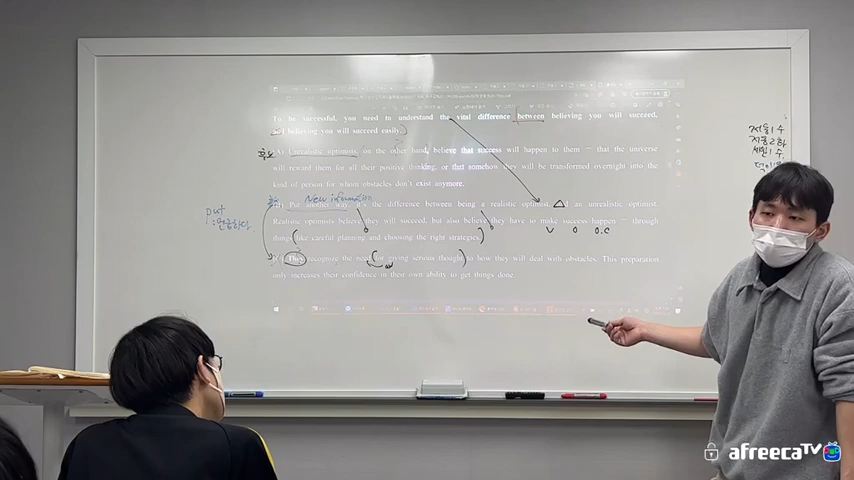 To be successful, you need to understand the vital difference between believing you will succeed,
and believing you will succeed easily.
A) Unrealistic optimists, on the other hand, believe that success will happen to them — that the universe
will reward them for all their positive thinking, or that somehow they will be transformed overnight into
the kind of person for whom obstacles don't exist anymore.
New information
Put another way, it's the difference between being a realistic optimist, and an unrealistic optimist.
Realistic optimists believe they will succeed, but also believe they have to make success happen — through
things like careful planning and choosing the right strategies.
V O O.C
They recognize the need for giving serious thought to how they will deal with obstacles. This preparation
only increases their confidence in their own ability to get things done.
put
afreecaTV